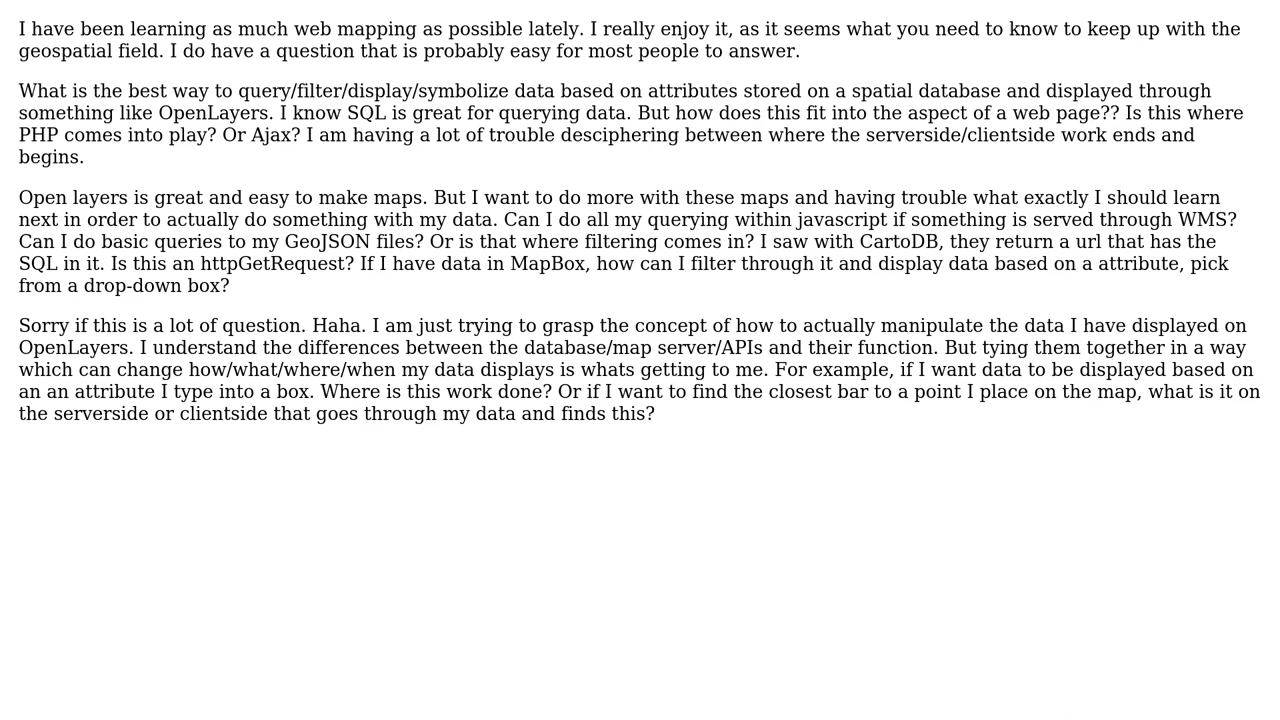 I have been learning as much web mapping as possible lately. I really enjoy it, as it seems what you need to know to keep up with the
geospatial field. I do have a question that is probably easy for most people to answer.
What is the best way to query/filter/display/symbolize data based on attributes stored on a spatial database and displayed through
something like OpenLayers. I know SQL is great for querying data. But how does this fit into the aspect of a web page?? Is this where
PHP comes into play? Or Ajax? I am having a lot of trouble desciphering between where the serverside/clientside work ends and
begins.
Open layers is great and easy to make maps. But I want to do more with these maps and having trouble what exactly I should learn
next in order to actually do something with my data. Can I do all my querying within javascript if something is served through WMS?
Can I do basic queries to my GeoJSON files? Or is that where filtering comes in? I saw with CartoDB, they return a url that has the
SQL in it. Is this an httpGetRequest? If I have data in MapBox, how can I filter through it and display data based on a attribute, pick
from a drop-down box?
Sorry if this is a lot of question. Haha. I am just trying to grasp the concept of how to actually manipulate the data I have displayed on
OpenLayers. I understand the differences between the database/map server/APIs and their function. But tying them together in a way
which can change how/what/where/when my data displays is whats getting to me. For example, if I want data to be displayed based on
an an attribute I type into a box. Where is this work done? Or if I want to find the closest bar to a point I place on the map, what is it on
the serverside or clientside that goes through my data and finds this?